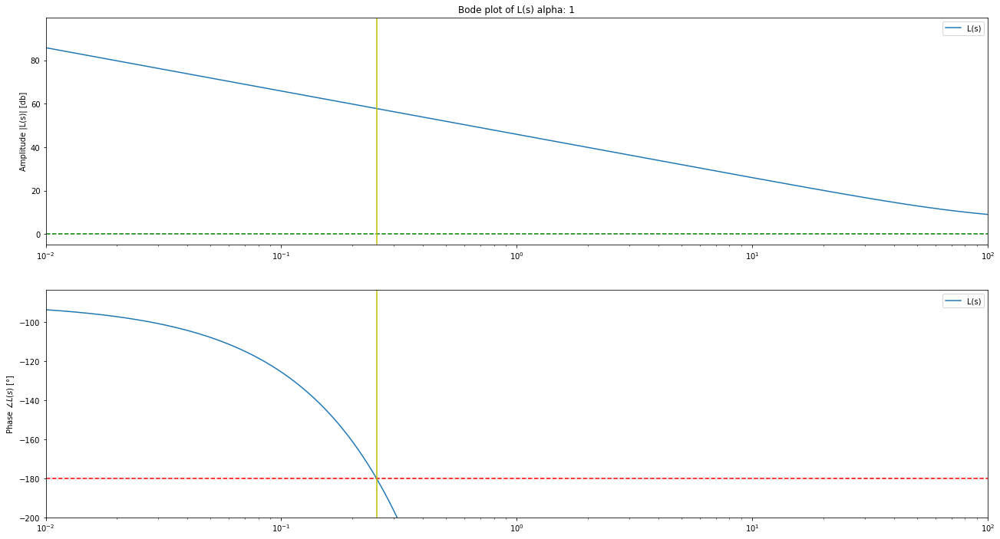 Bode plot of L(s) alpha: 1
L(s)
Amplitude |L(s)| [db]
80
60
40
20
0
10⁻² 10⁻¹ 10⁰ 10¹ 10²
L(s)
Phase ∠L(s) [°]
−100
−120
−140
−160
−180
−200
10⁻² 10⁻¹ 10⁰ 10¹ 10²